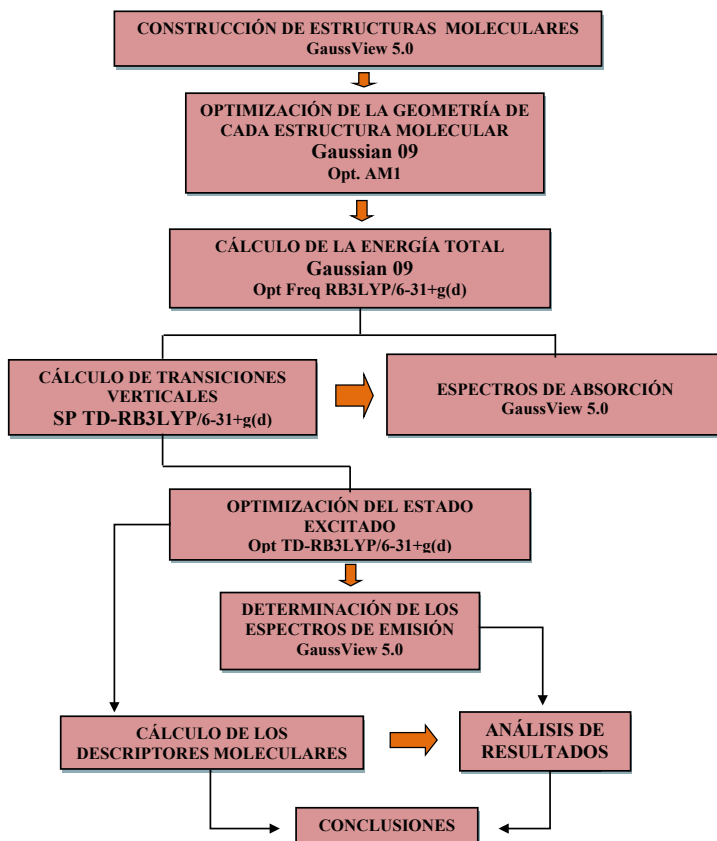 CONSTRUCCIÓN DE ESTRUCTURAS MOLECULARES
GaussView 5.0
OPTIMIZACIÓN DE LA GEOMETRÍA DE
CADA ESTRUCTURA MOLECULAR
Gaussian 09
Opt. AM1
CÁLCULO DE LA ENERGÍA TOTAL
Gaussian 09
Opt Freq RB3LYP/6-31+g(d)
CÁLCULO DE TRANSICIONES
VERTICALES
SP TD-RB3LYP/6-31+g(d)
ESPECTROS DE ABSORCIÓN
GaussView 5.0
OPTIMIZACIÓN DEL ESTADO
EXCITADO
Opt TD-RB3LYP/6-31+g(d)
DETERMINACIÓN DE LOS
ESPECTROS DE EMISIÓN
GaussView 5.0
CÁLCULO DE LOS
DESCRIPTORES MOLECULARES
ANÁLISIS DE
RESULTADOS
CONCLUSIONES